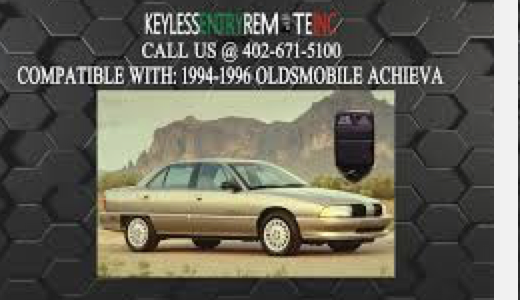 KEYLESSENTRYREMOTEINC
CALL US @ 402-671-5100
COMPATIBLE WITH: 1994-1996 OLDSMOBILE ACHIEVA